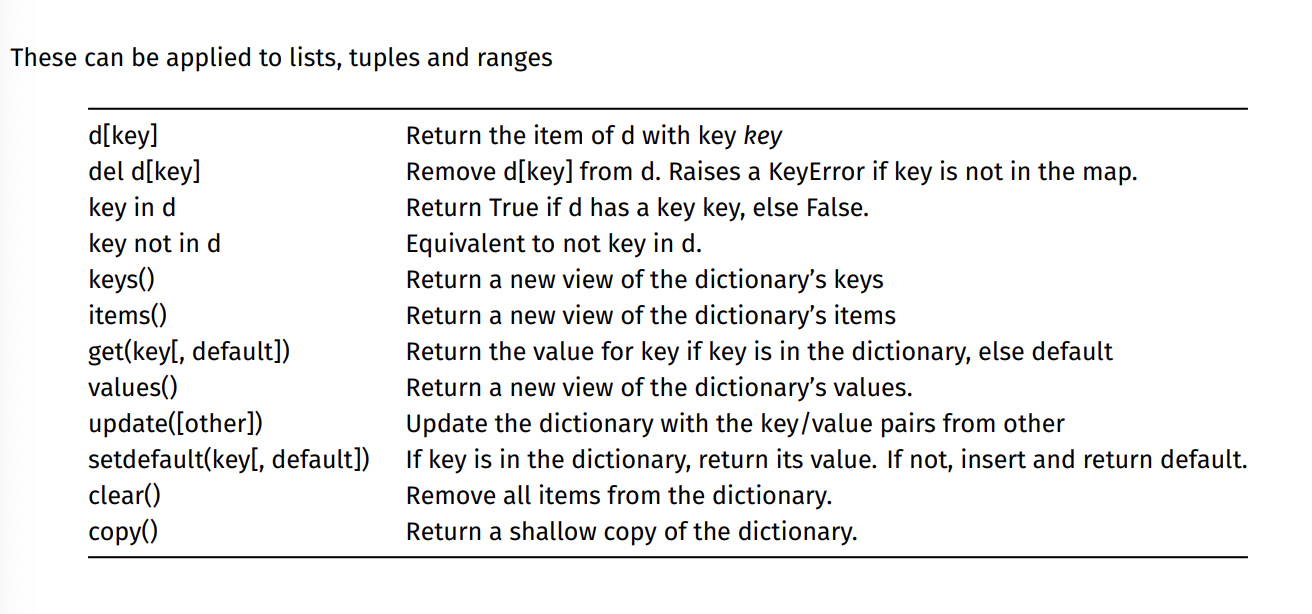 These can be applied to lists, tuples and ranges
d[key] Return the item of d with key key
del d[key] Remove d[key] from d. Raises a KeyError if key is not in the map.
key in d Return True if d has a key key, else False.
key not in d Equivalent to not key in d.
keys() Return a new view of the dictionary’s keys
items() Return a new view of the dictionary’s items
get(key[, default]) Return the value for key if key is in the dictionary, else default
values() Return a new view of the dictionary’s values.
update([other]) Update the dictionary with the key/value pairs from other
setdefault(key[, default]) If key is in the dictionary, return its value. If not, insert and return default.
clear() Remove all items from the dictionary.
copy() Return a shallow copy of the dictionary.